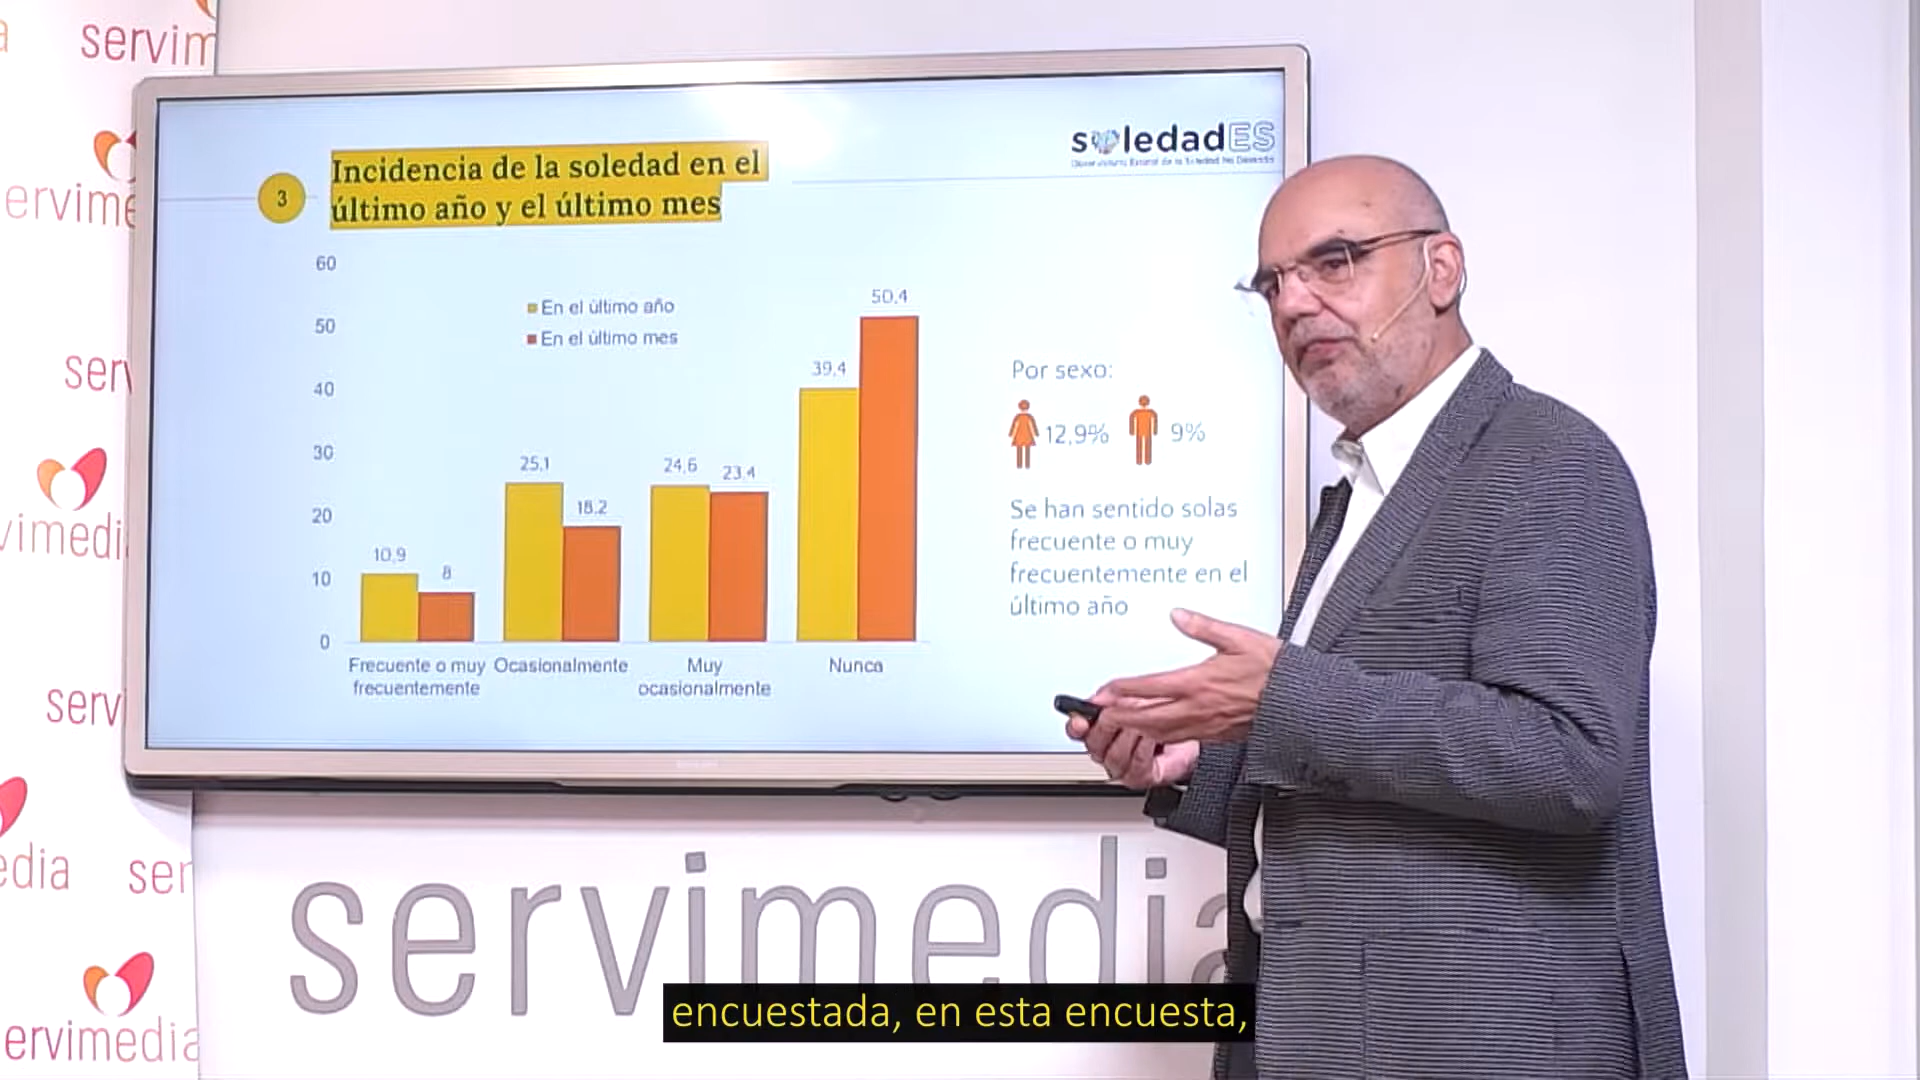 servim
ervime
serv
vimedi
serv
edia
ser
ervimedia
soledadES
3
Incidencia de la soledad en el
último año y el último mes
60
50
40
30
20
10
0
En el último año
En el último mes
10,9
8
25,1
18,2
24,6
23,4
39,4
50,4
Frecuente o muy
frecuentemente
Ocasionalmente
Muy
ocasionalmente
Nunca
Por sexo:
12,9%
9%
Se han sentido solas
frecuente o muy
frecuentemente en el
último año
servimedia
encuestada, en esta encuesta,